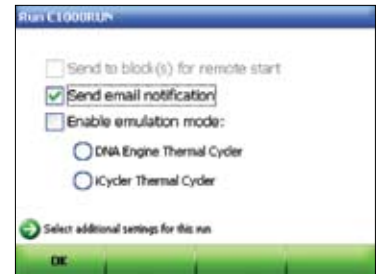 Run C1000RUN
Send to block(s) for remote start
Send email notification
Enable emulation mode:
DNA Engine Thermal Cycler
iCycler Thermal Cycler
Select additional settings for this run
OK